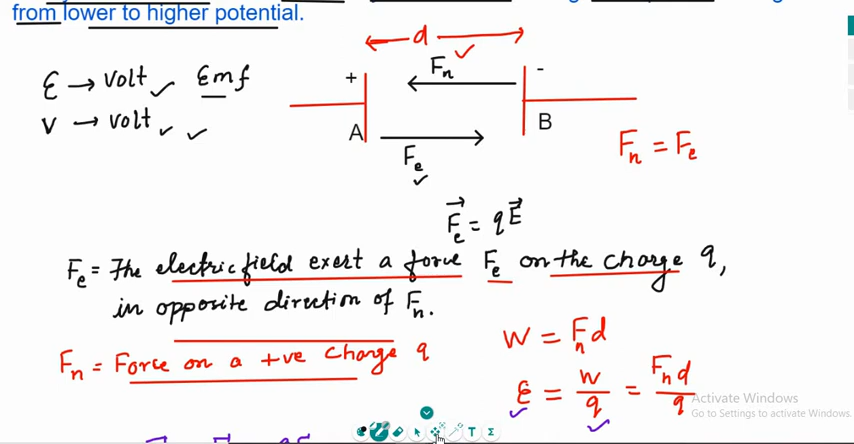 from lower to higher potential.
d
Ɛ → volt Emf
V → volt
+
Fn
-
A
B
Fe
Fn = Fe
Fe = qE
Fe = The electric field exert a force Fe on the charge q,
in opposite direction of Fn.
W = Fn d
Fn = Force on a +ve charge q
Ɛ = W/q = Fn d/q
Activate Windows
Go to Settings to activate Windows.
T Σ